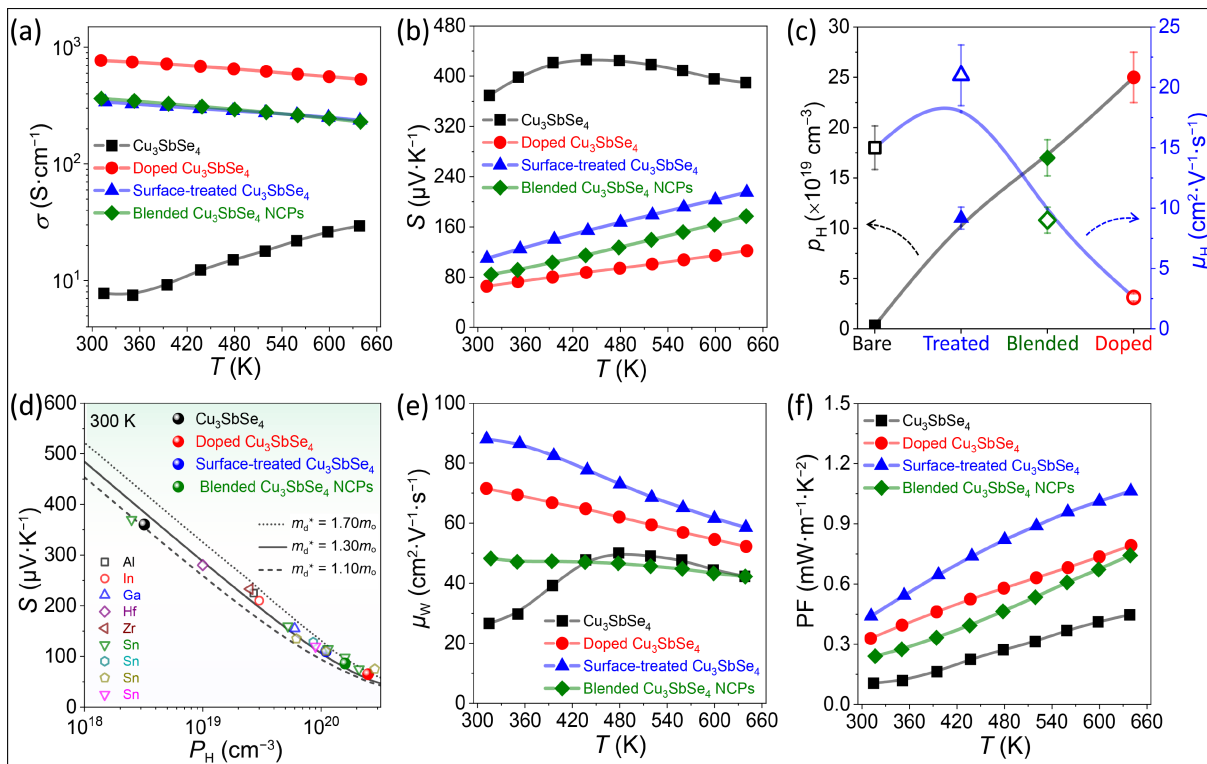 (a)
σ (S·cm⁻¹)
10³
10²
10¹
Cu₃SbSe₄
Doped Cu₃SbSe₄
Surface-treated Cu₃SbSe₄
Blended Cu₃SbSe₄ NCPs
300 360 420 480 540 600 660
T (K)
(b)
S (μV·K⁻¹)
480
400
320
240
160
80
0
Cu₃SbSe₄
Doped Cu₃SbSe₄
Surface-treated Cu₃SbSe₄
Blended Cu₃SbSe₄ NCPs
300 360 420 480 540 600 660
T (K)
(c)
p_H (×10¹⁹ cm⁻³)
30
25
20
15
10
5
0
25
20
15
10
5
0
μ_H (cm²·V⁻¹·s⁻¹)
Bare Treated Blended Doped
(d)
S (μV·K⁻¹)
600
500
400
300
200
100
0
300 K
Cu₃SbSe₄
Doped Cu₃SbSe₄
Surface-treated Cu₃SbSe₄
Blended Cu₃SbSe₄ NCPs
m_d* = 1.70m₀
m_d* = 1.30m₀
m_d* = 1.10m₀
Al
In
Ga
Hf
Zr
Sn
Sn
Sn
Sn
10¹⁸ 10¹⁹ 10²⁰
P_H (cm⁻³)
(e)
μ_W (cm²·V⁻¹·s⁻¹)
100
80
60
40
20
0
Cu₃SbSe₄
Doped Cu₃SbSe₄
Surface-treated Cu₃SbSe₄
Blended Cu₃SbSe₄ NCPs
300 360 420 480 540 600 660
T (K)
(f)
PF (mW·m⁻¹·K⁻²)
1.5
1.2
0.9
0.6
0.3
0.0
Cu₃SbSe₄
Doped Cu₃SbSe₄
Surface-treated Cu₃SbSe₄
Blended Cu₃SbSe₄ NCPs
300 360 420 480 540 600 660
T (K)